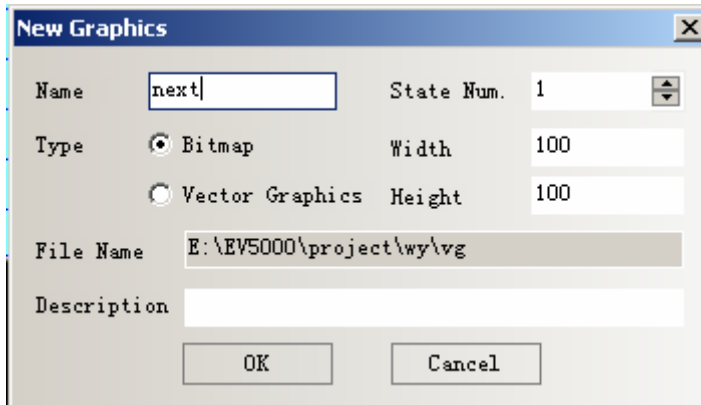 New Graphics
Name next State Num. 1
Type Bitmap Width 100
Vector Graphics Height 100
File Name E:\EV5000\project\wy\vg
Description
OK Cancel